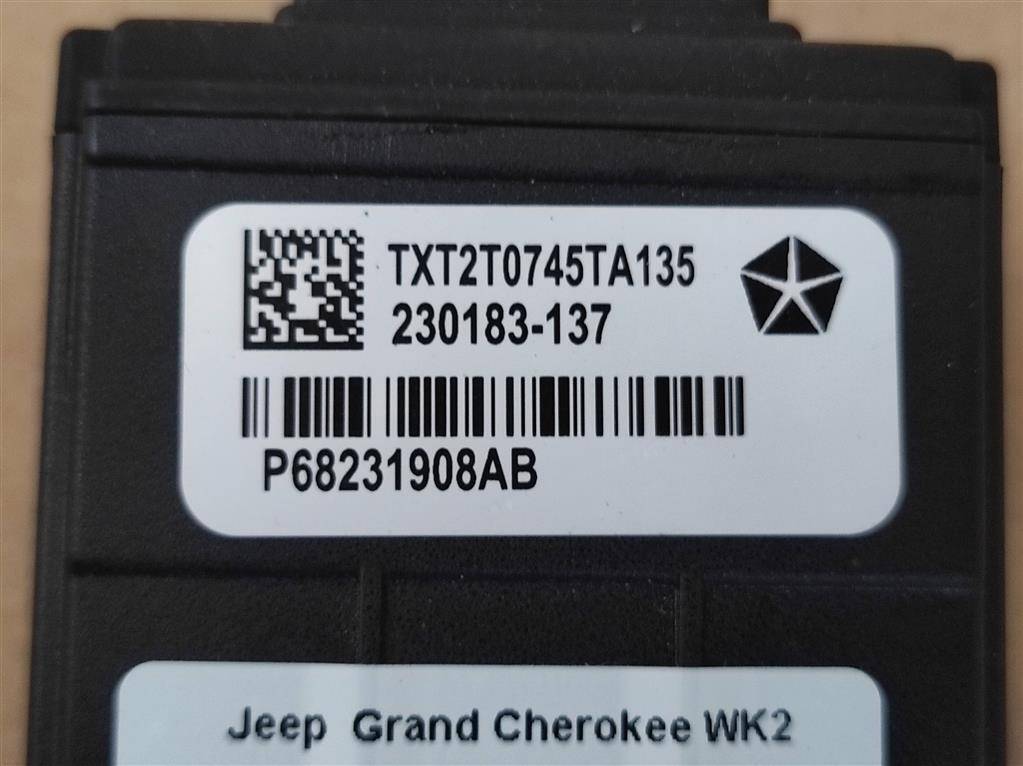 TXT2T0745TA135
230183-137
P68231908AB
Jeep Grand Cherokee WK2